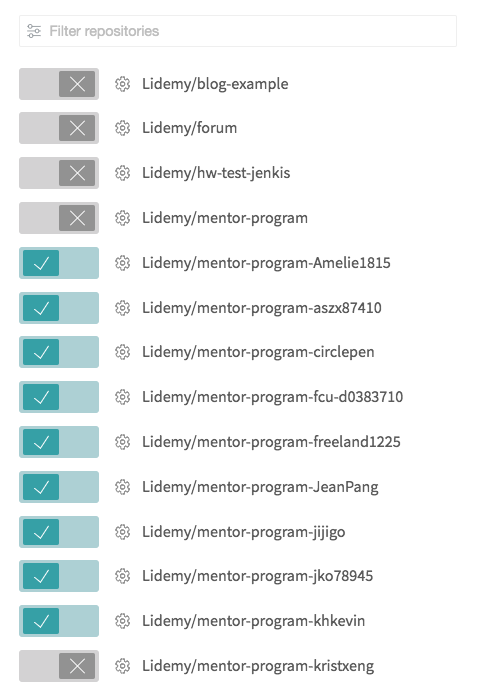 Filter repositories
Lidemy/blog-example
Lidemy/forum
Lidemy/hw-test-jenkis
Lidemy/mentor-program
Lidemy/mentor-program-Amelie1815
Lidemy/mentor-program-aszx87410
Lidemy/mentor-program-circlepen
Lidemy/mentor-program-fcu-d0383710
Lidemy/mentor-program-freeland1225
Lidemy/mentor-program-JeanPang
Lidemy/mentor-program-jijigo
Lidemy/mentor-program-jko78945
Lidemy/mentor-program-khkevin
Lidemy/mentor-program-kristxeng